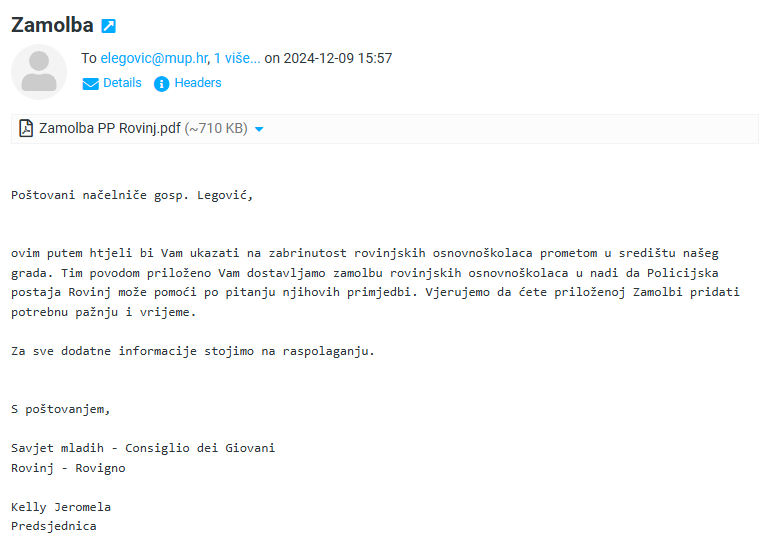 Zamolba
To elegovic@mup.hr, 1 više... on 2024-12-09 15:57
Details Headers
Zamolba PP Rovinj.pdf (~710 KB)
Poštovani načelniče gosp. Legović,
ovim putem htjeli bi Vam ukazati na zabrinutost rovinjskih osnovnoškolaca prometom u središtu našeg
grada. Tim povodom priloženo Vam dostavljamo zamolbu rovinjskih osnovnoškolaca u nadi da Policijska
postaja Rovinj može pomoći po pitanju njihovih primjedbi. Vjerujemo da ćete priloženoj Zamolbi pridati
potrebnu pažnju i vrijeme.
Za sve dodatne informacije stojimo na raspolaganju.
S poštovanjem,
Savjet mladih - Consiglio dei Giovani
Rovinj - Rovigno
Kelly Jeromela
Predsjednica